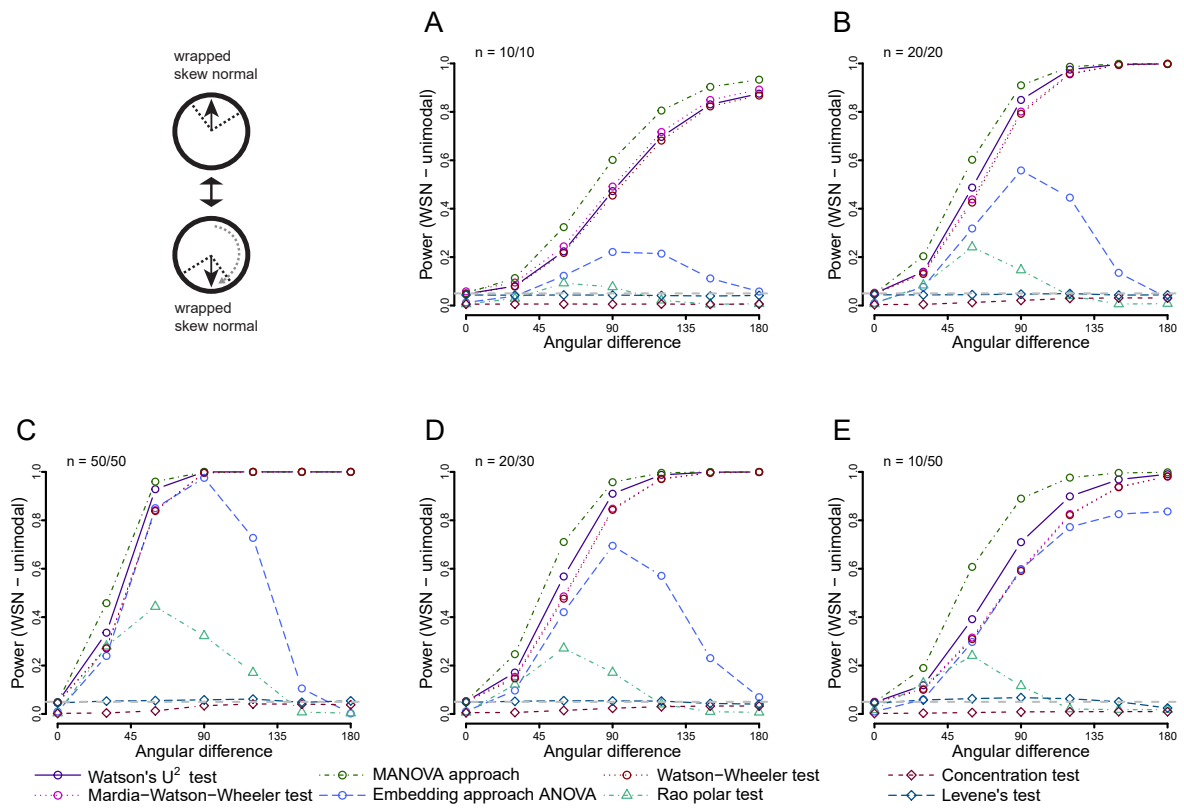 wrapped
skew normal
wrapped
skew normal
A
n = 10/10
Power (WSN − unimodal)
0.0 0.2 0.4 0.6 0.8 1.0
0 45 90 135 180
Angular difference
B
n = 20/20
Power (WSN − unimodal)
0.0 0.2 0.4 0.6 0.8 1.0
0 45 90 135 180
Angular difference
C
n = 50/50
Power (WSN − unimodal)
0.0 0.2 0.4 0.6 0.8 1.0
0 45 90 135 180
Angular difference
D
n = 20/30
Power (WSN − unimodal)
0.0 0.2 0.4 0.6 0.8 1.0
0 45 90 135 180
Angular difference
E
n = 10/50
Power (WSN − unimodal)
0.0 0.2 0.4 0.6 0.8 1.0
0 45 90 135 180
Angular difference
Watson's U² test
Mardia−Watson−Wheeler test
MANOVA approach
Embedding approach ANOVA
Watson−Wheeler test
Rao polar test
Concentration test
Levene's test